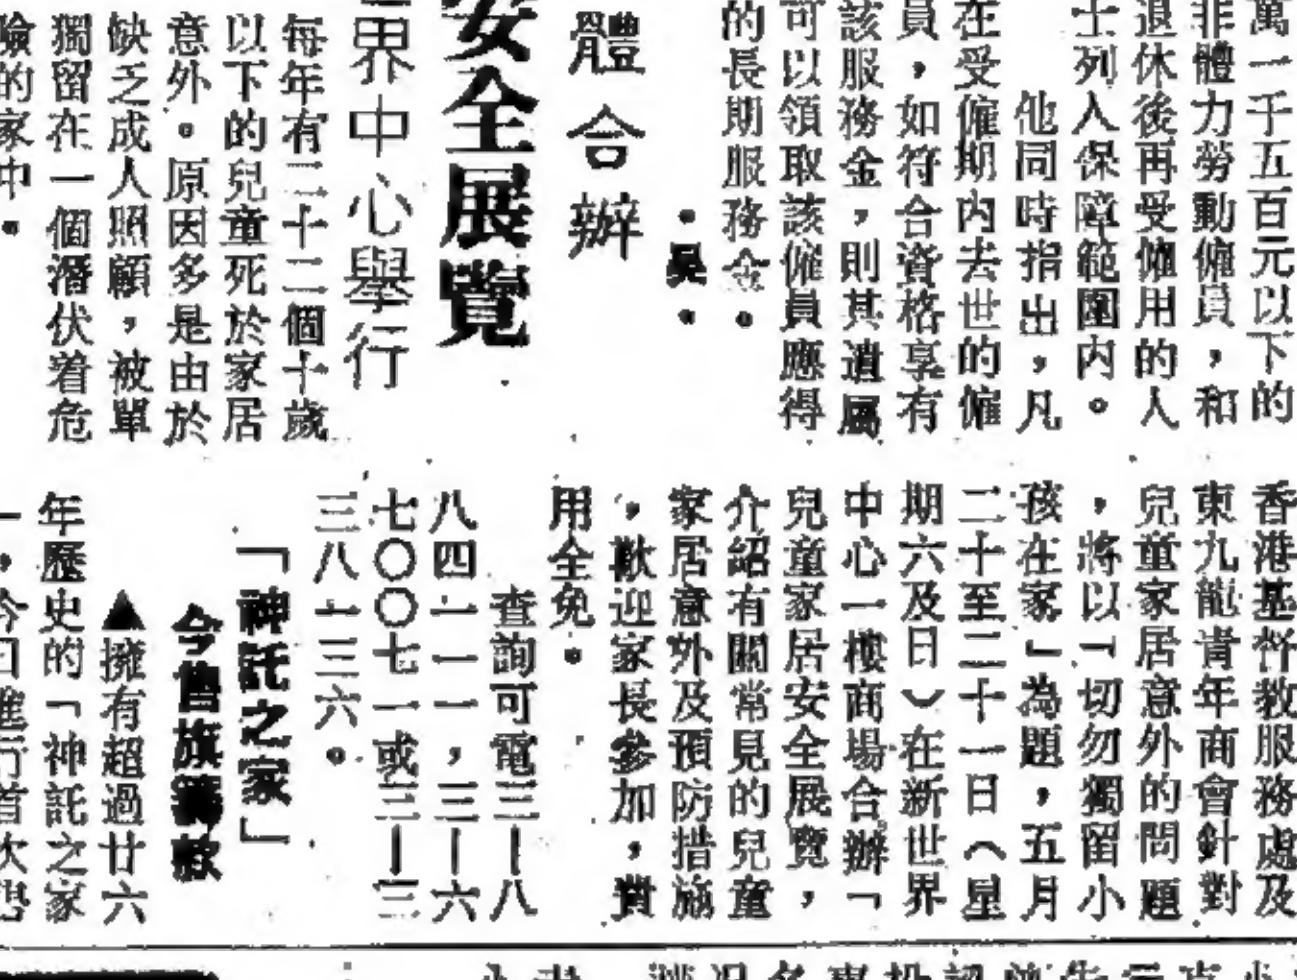 萬一千五百元以下的
非體力勞動僱員，和
退休後再受僱用的人
士列入保障範圍内。
他同時指出，凡
在受僱期内去世的僱
員，如符合資格享有
該服務金，則其遺屬
可以領取該僱員應得
的長期服務金。
・吳・
體合辦
安全展覽
界中心舉行
每年有二十二個十歲
以下的兒童死於家居
意外。原因多是由於
缺乏成人照顧，被單
獨留在一個潛伏着危
險的家中。
香港基督教服務處及
東九龍青年商會針對
兒童家居意外的問題
，將以「切勿獨留小
孩在家」為題，五月
二十至二十一日（星
期六及日）在新世界
中心一樓商場合辦「
兒童家居安全展覽，
介紹有關常見的兒童
家居意外及預防措施
，歡迎家長參加，費
用全免。
查詢可電三—八
八四一一一一，三—六
七〇〇七一或三—三
三八一三六。
「神託之家」
今售旗籌款
▲擁有超過廿六
年歷史的「神託之家
，今日進行首次